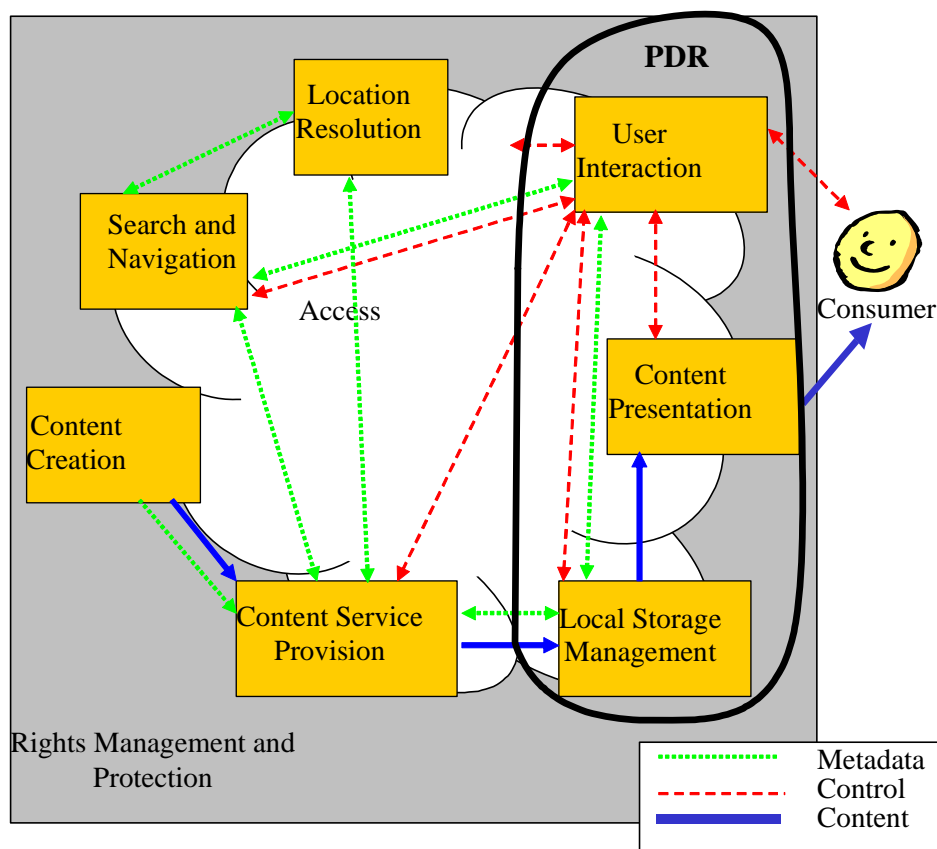 PDR
Location
Resolution
User
Interaction
Search and
Navigation
Access
Consumer
Content
Presentation
Content
Creation
Content Service
Provision
Local Storage
Management
Rights Management and
Protection
Metadata
Control
Content